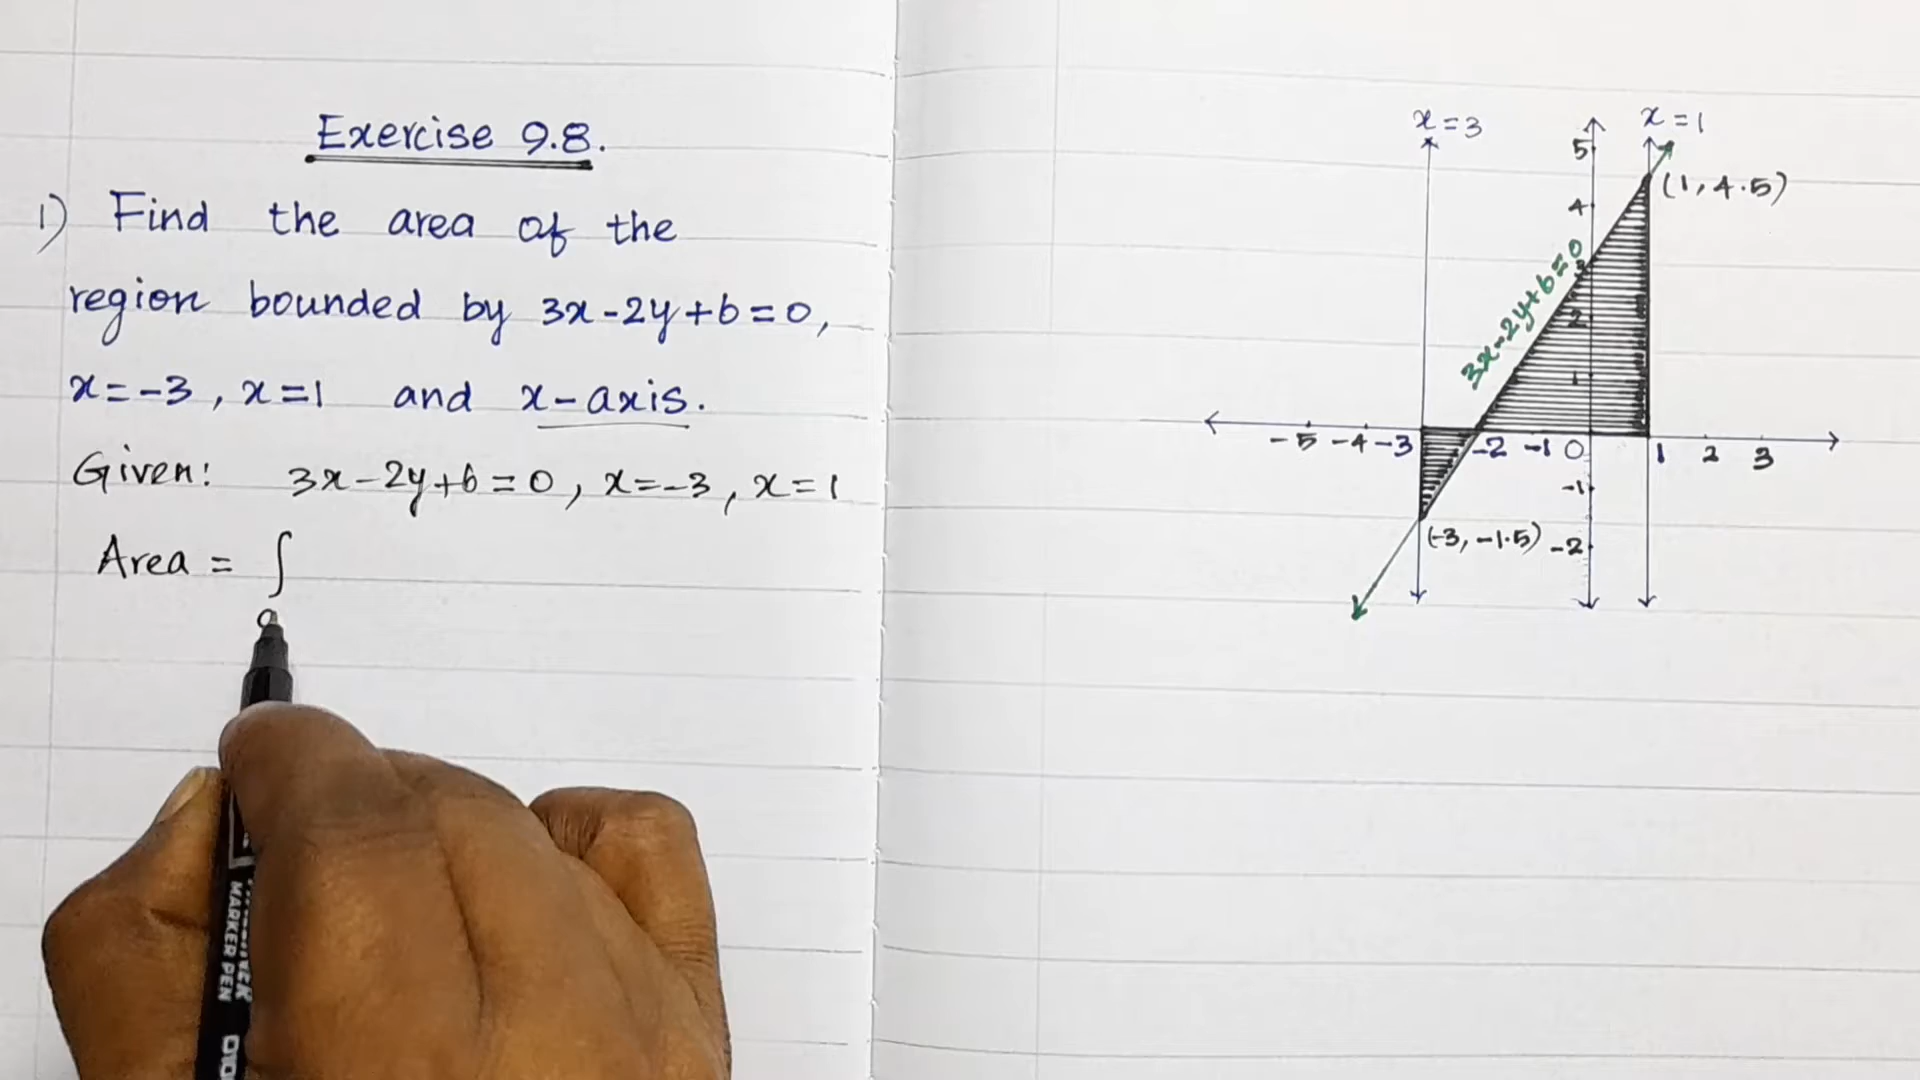 Exercise 9.8.
1) Find the area of the
region bounded by 3x-2y+6=0,
x=-3, x=1 and x-axis.
Given: 3x-2y+6=0, x=-3, x=1
Area = ∫
a
x=3
x=1
5
(1, 4.5)
4
3x-2y+6=0
3
2
1
-5 -4 -3 -2 -1 0 1 2 3
-1
(-3, -1.5)
-2
MARKER PEN